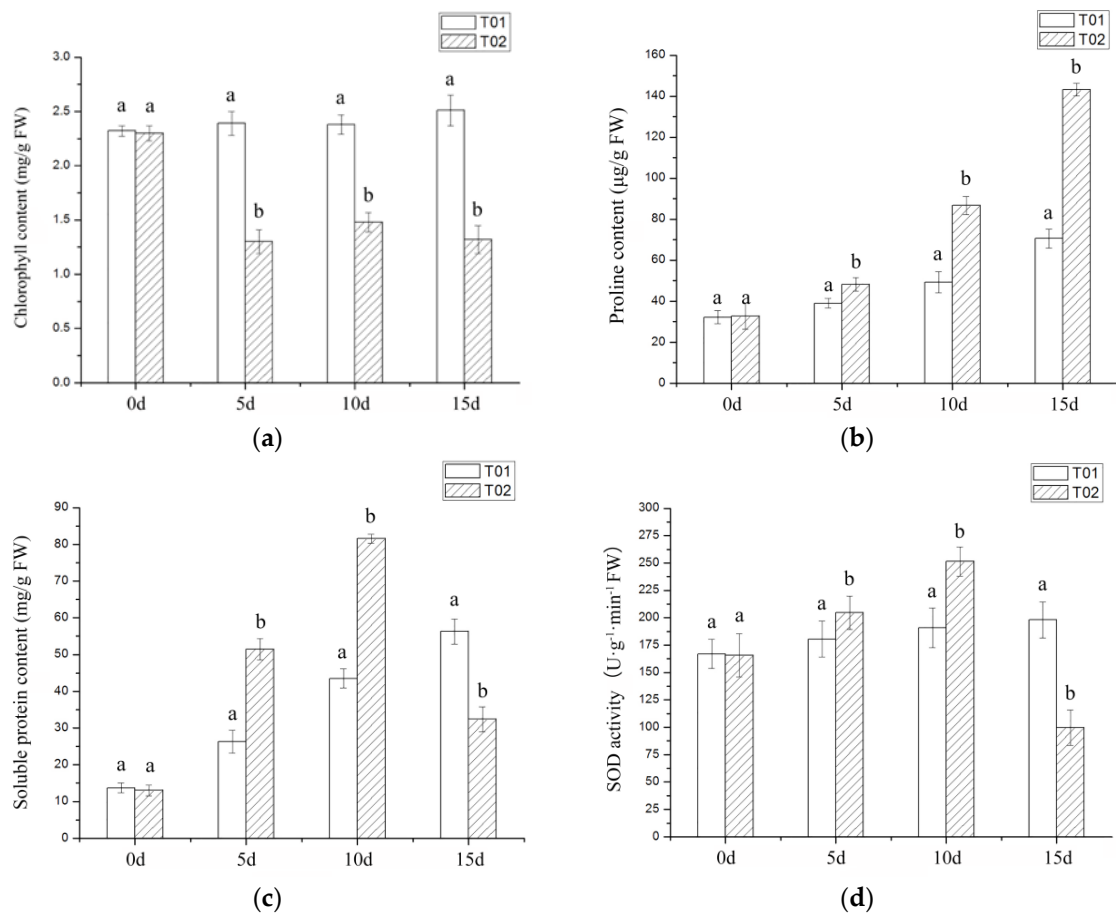 T01
T02
Chlorophyll content (mg/g FW)
3.0
2.5
2.0
1.5
1.0
0.5
0.0
a a a b a b a b
0d 5d 10d 15d
(a)
T01
T02
Proline content (μg/g FW)
160
140
120
100
80
60
40
20
0
a a a b a b a b
0d 5d 10d 15d
(b)
T01
T02
Soluble protein content (mg/g FW)
90
80
70
60
50
40
30
20
10
0
a a a b a b a b
0d 5d 10d 15d
(c)
T01
T02
SOD activity (U·g⁻¹·min⁻¹ FW)
300
275
250
225
200
175
150
125
100
75
50
25
0
a a a b a b a b
0d 5d 10d 15d
(d)